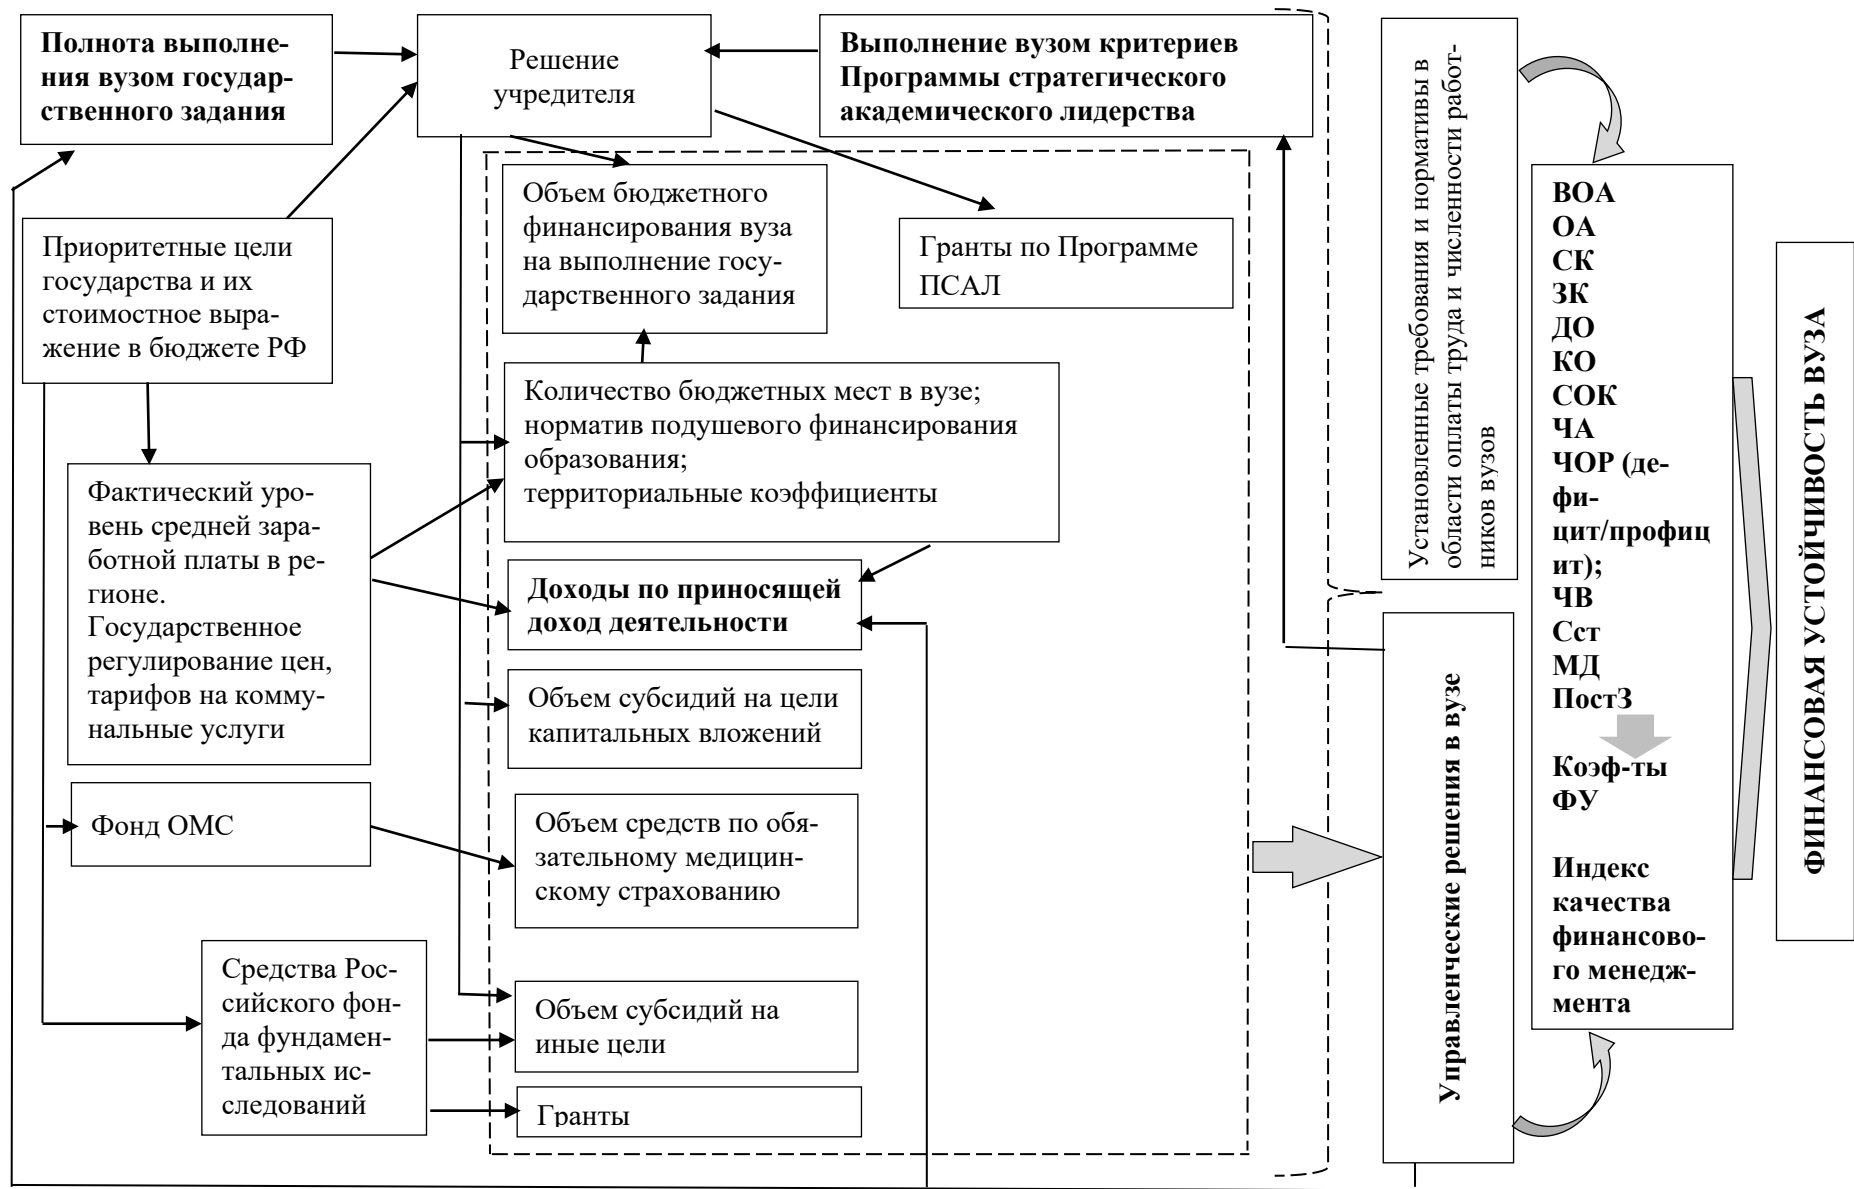 Полнота выполне-
ния вузом государ-
ственного задания
Решение
учредителя
Выполнение вузом критериев
Программы стратегического
академического лидерства
Приоритетные цели
государства и их
стоимостное выра-
жение в бюджете РФ
Объем бюджетного
финансирования вуза
на выполнение госу-
дарственного задания
Гранты по Программе
ПСАЛ
Количество бюджетных мест в вузе;
норматив подушевого финансирования
образования;
территориальные коэффициенты
Фактический уро-
вень средней зара-
ботной платы в ре-
гионе.
Государственное
регулирование цен,
тарифов на комму-
нальные услуги
Доходы по приносящей
доход деятельности
Объем субсидий на цели
капитальных вложений
Фонд ОМС
Объем средств по обя-
зательному медицин-
скому страхованию
Средства Рос-
сийского фон-
да фундамен-
тальных ис-
следований
Объем субсидий на
иные цели
Гранты
Установленные требования и нормативы в
области оплаты труда и численности работ-
ников вузов
Управленческие решения в вузе
ВОА
ОА
СК
ЗК
ДО
КО
СОК
ЧА
ЧОР (де-
фи-
цит/профиц
ит);
ЧВ
Сст
МД
ПостЗ
Коэф-ты
ФУ
Индекс
качества
финансово-
го менедж-
мента
ФИНАНСОВАЯ УСТОЙЧИВОСТЬ ВУЗА